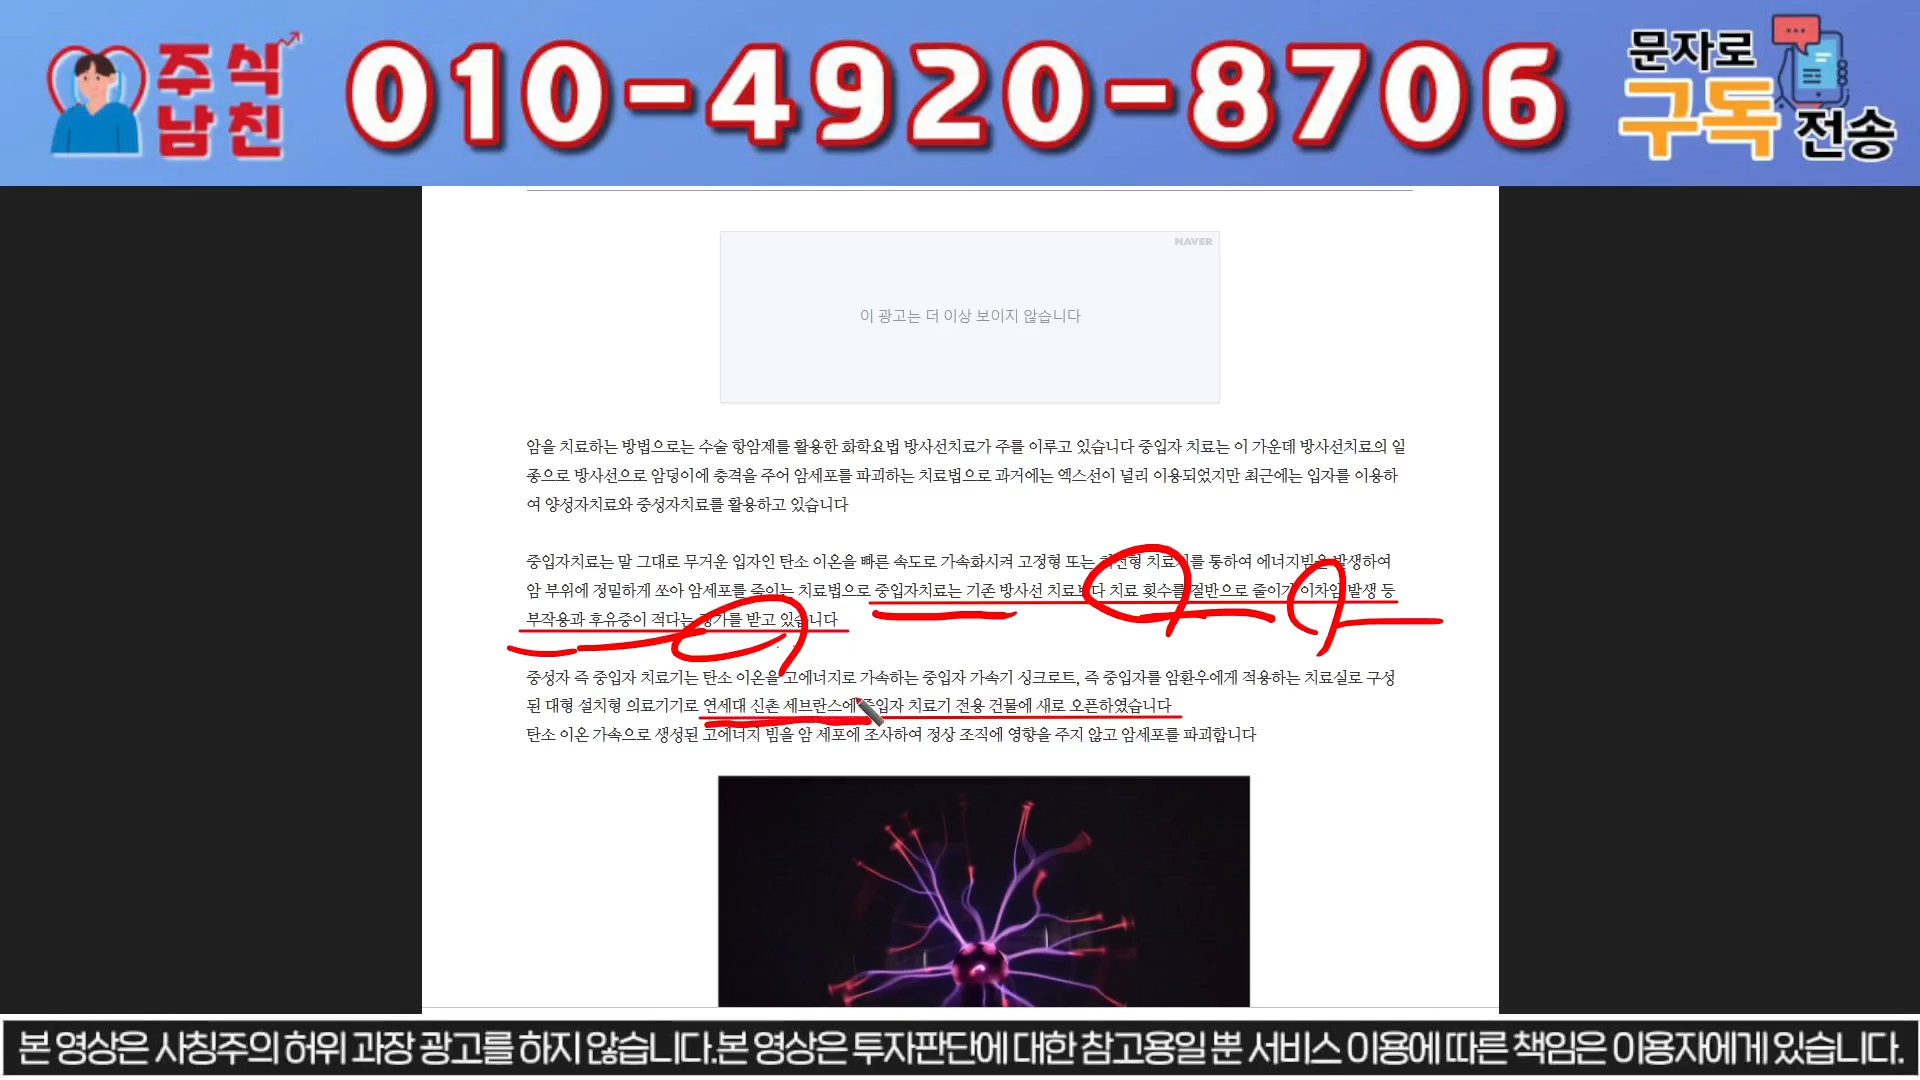 주식
남친
010-4920-8706
문자로
구독
전송
NAVER
이 광고는 더 이상 보이지 않습니다
암을 치료하는 방법으로는 수술 항암제를 활용한 화학요법 방사선치료가 주를 이루고 있습니다 중입자 치료는 이 가운데 방사선치료의 일
종으로 방사선으로 암덩이에 충격을 주어 암세포를 파괴하는 치료법으로 과거에는 엑스선이 널리 이용되었지만 최근에는 입자를 이용하
여 양성자치료와 중성자치료를 활용하고 있습니다
중입자치료는 말 그대로 무거운 입자인 탄소 이온을 빠른 속도로 가속화시켜 고정형 또는 회전형 치료기를 통하여 에너지빔을 발생하여
암 부위에 정밀하게 쏘아 암세포를 죽이는 치료법으로 중입자치료는 기존 방사선 치료보다 치료 횟수를 절반으로 줄이기 이차암 발생 등
부작용과 후유증이 적다는 평가를 받고 있습니다
중성자 즉 중입자 치료기는 탄소 이온을 고에너지로 가속하는 중입자 가속기 싱크로트, 즉 중입자를 암환우에게 적용하는 치료실로 구성
된 대형 설치형 의료기기로 연세대 신촌 세브란스에 중입자 치료기 전용 건물에 새로 오픈하였습니다
탄소 이온 가속으로 생성된 고에너지 빔을 암 세포에 조사하여 정상 조직에 영향을 주지 않고 암세포를 파괴합니다
본 영상은 사칭주의 허위 과장 광고를 하지 않습니다.본 영상은 투자판단에 대한 참고용일 뿐 서비스 이용에 따른 책임은 이용자에게 있습니다.